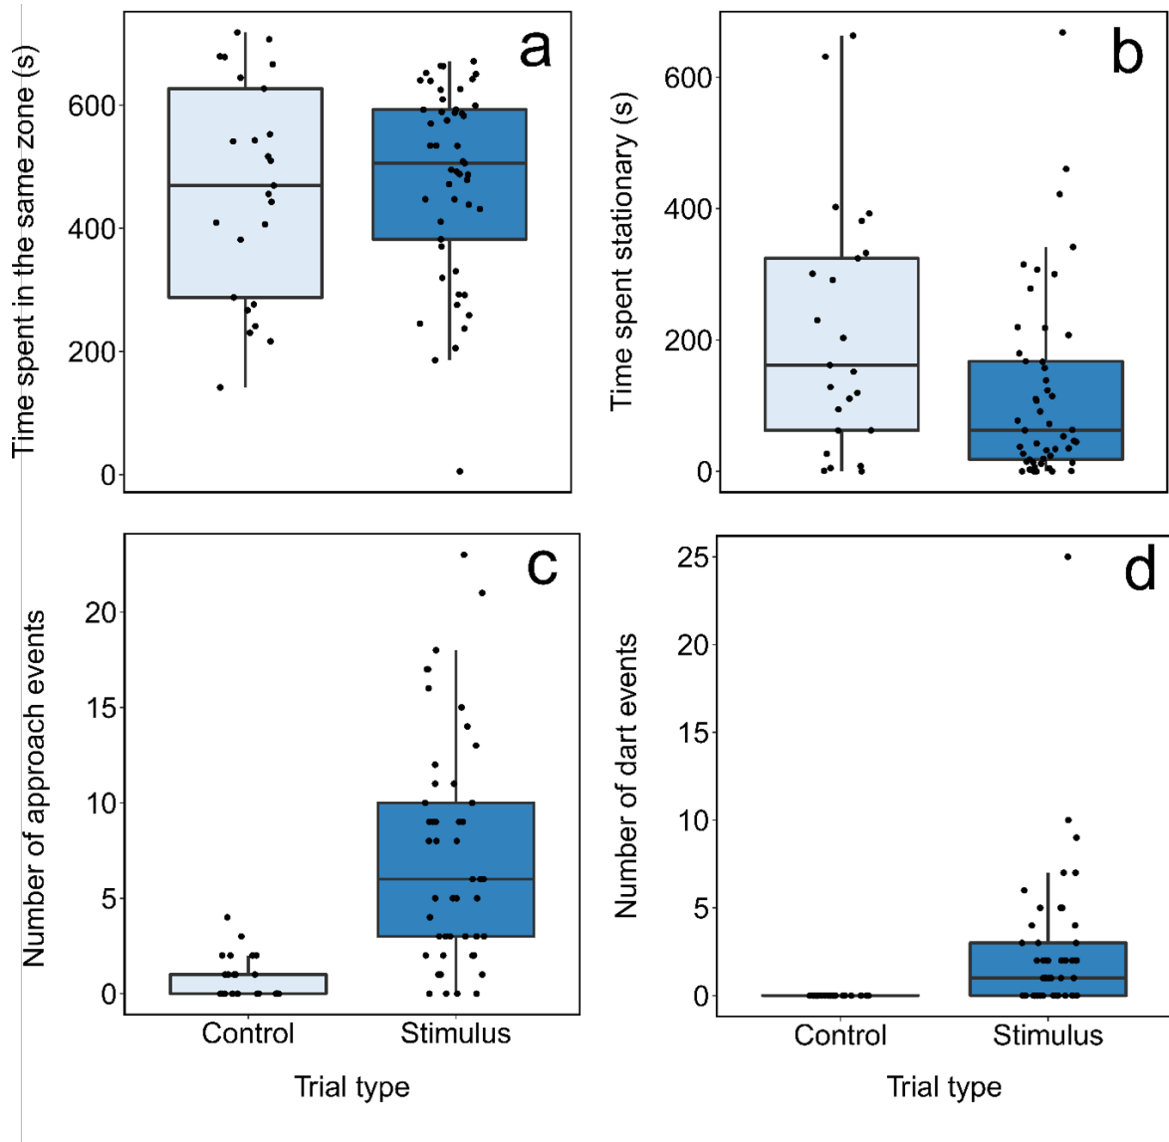 a
Time spent in the same zone (s)
600
400
200
0
b
Time spent stationary (s)
600
400
200
0
c
Number of approach events
20
15
10
5
0
Control
Stimulus
Trial type
d
Number of dart events
25
20
15
10
5
0
Control
Stimulus
Trial type